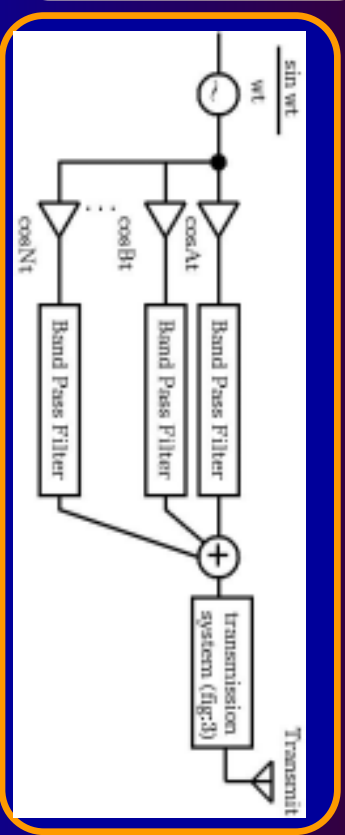 sin wt
wt
cosAt
cosBt
...
cosNt
Band Pass Filter
Band Pass Filter
Band Pass Filter
+
transmission
system (fig:3)
Transmit